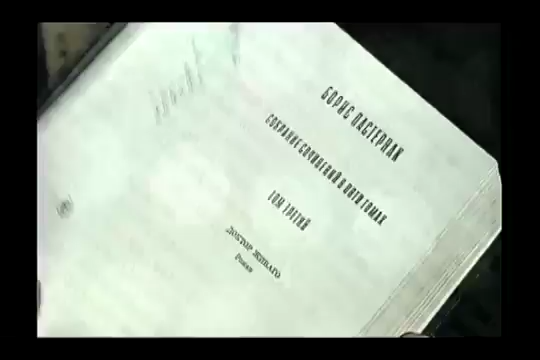 БОРИС ПАСТЕРНАК
СОБРАНИЕ СОЧИНЕНИЙ В ПЯТИ ТОМАХ
ТОМ ТРЕТИЙ
ДОКТОР ЖИВАГО
Роман